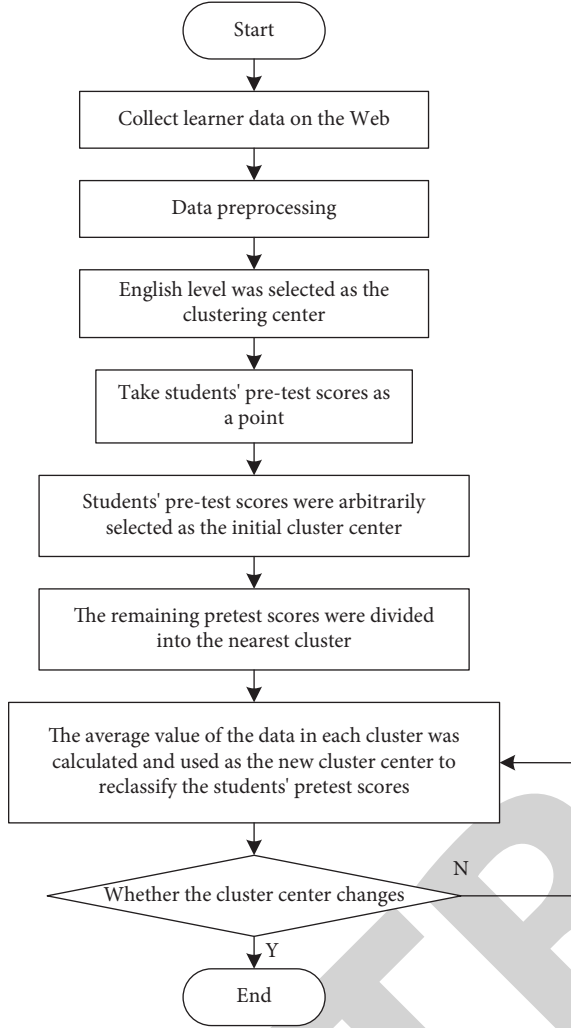 Start
Collect learner data on the Web
Data preprocessing
English level was selected as the
clustering center
Take students' pre-test scores as
a point
Students' pre-test scores were arbitrarily
selected as the initial cluster center
The remaining pretest scores were divided
into the nearest cluster
The average value of the data in each cluster was
calculated and used as the new cluster center to
reclassify the students' pretest scores
Whether the cluster center changes
N
Y
End